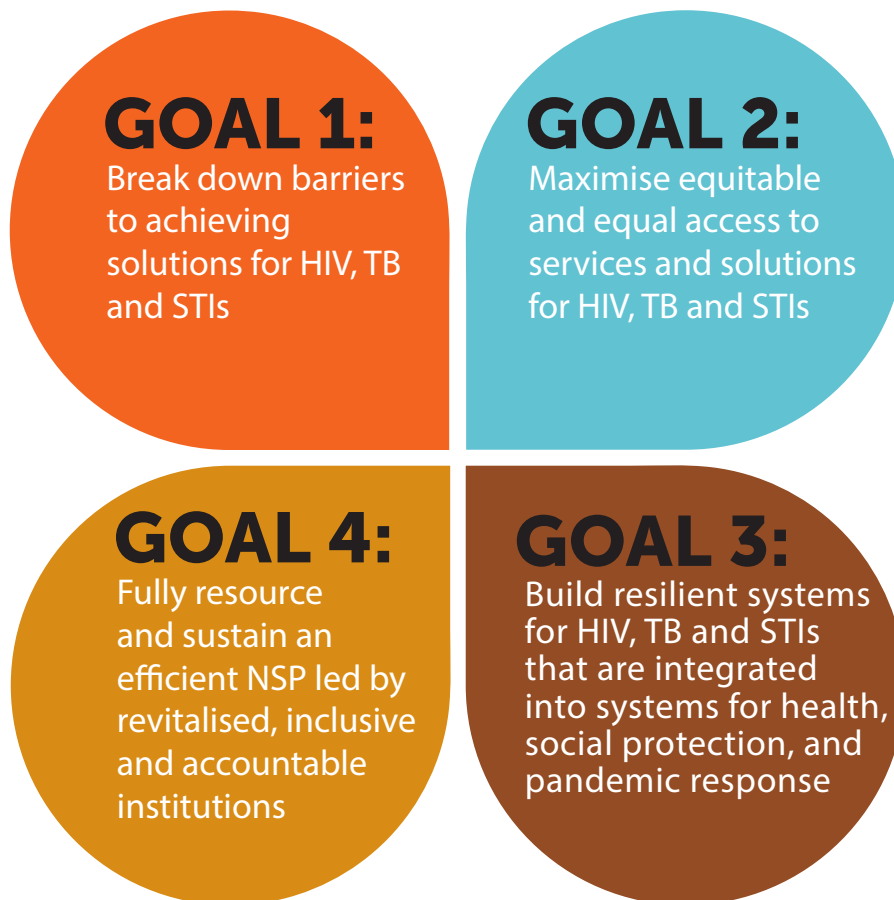 GOAL 1:
Break down barriers
to achieving
solutions for HIV, TB
and STIs
GOAL 2:
Maximise equitable
and equal access to
services and solutions
for HIV, TB and STIs
GOAL 4:
Fully resource
and sustain an
efficient NSP led by
revitalised, inclusive
and accountable
institutions
GOAL 3:
Build resilient systems
for HIV, TB and STIs
that are integrated
into systems for health,
social protection, and
pandemic response